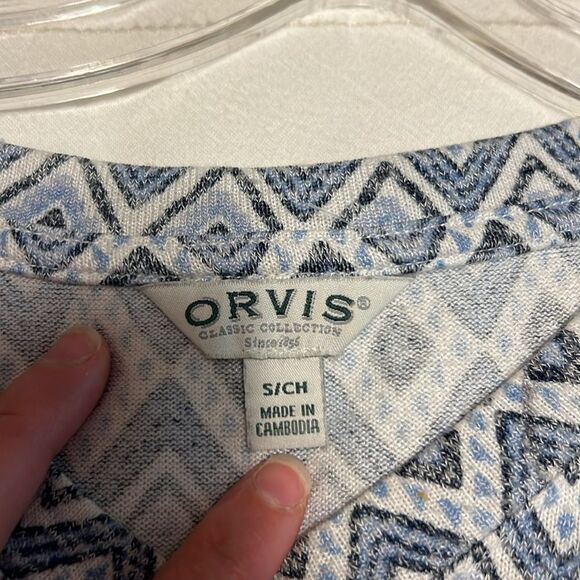 ORVIS®
CLASSIC COLLECTION
Since 1856
S/CH
MADE IN
CAMBODIA